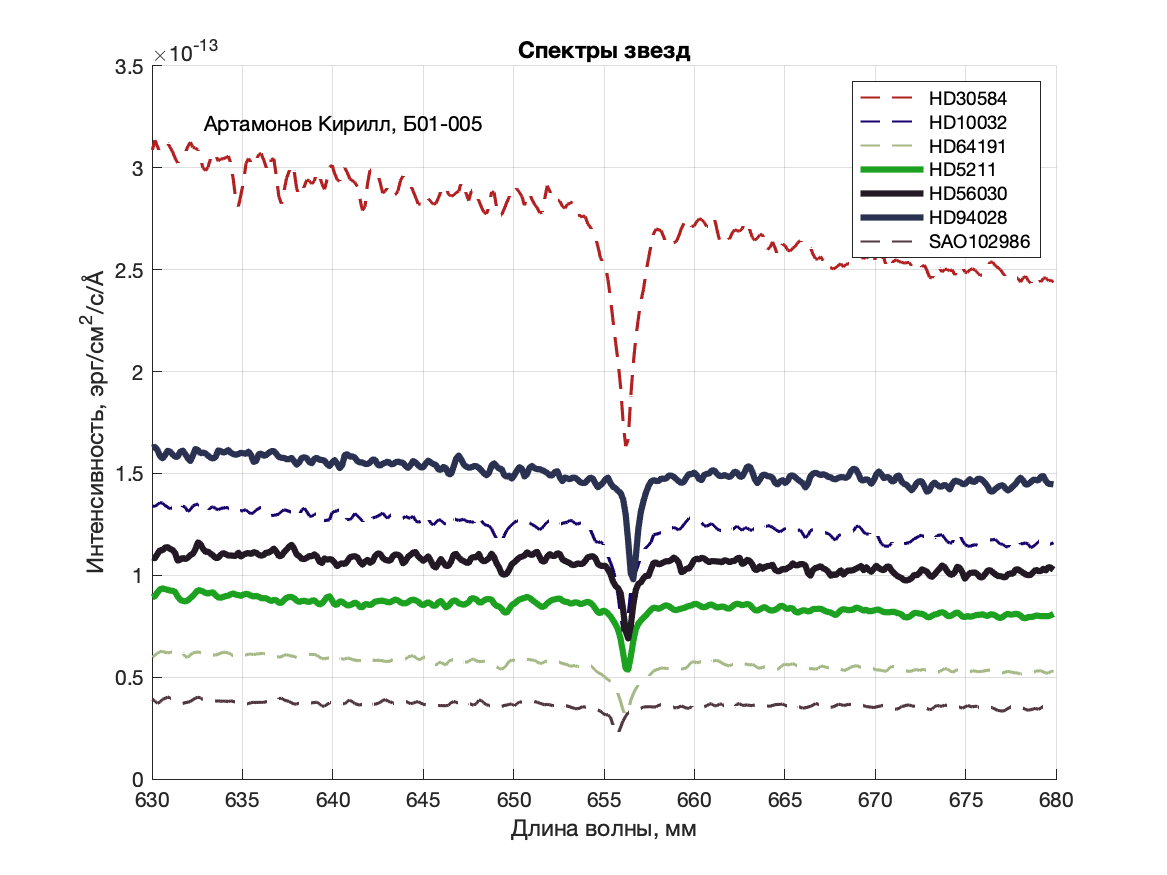 Спектры звезд
×10-13
Артамонов Кирилл, Б01-005
HD30584
HD10032
HD64191
HD5211
HD56030
HD94028
SAO102986
Интенсивность, эрг/см2/с/Å
3.5
3
2.5
2
1.5
1
0.5
0
630 635 640 645 650 655 660 665 670 675 680
Длина волны, мм